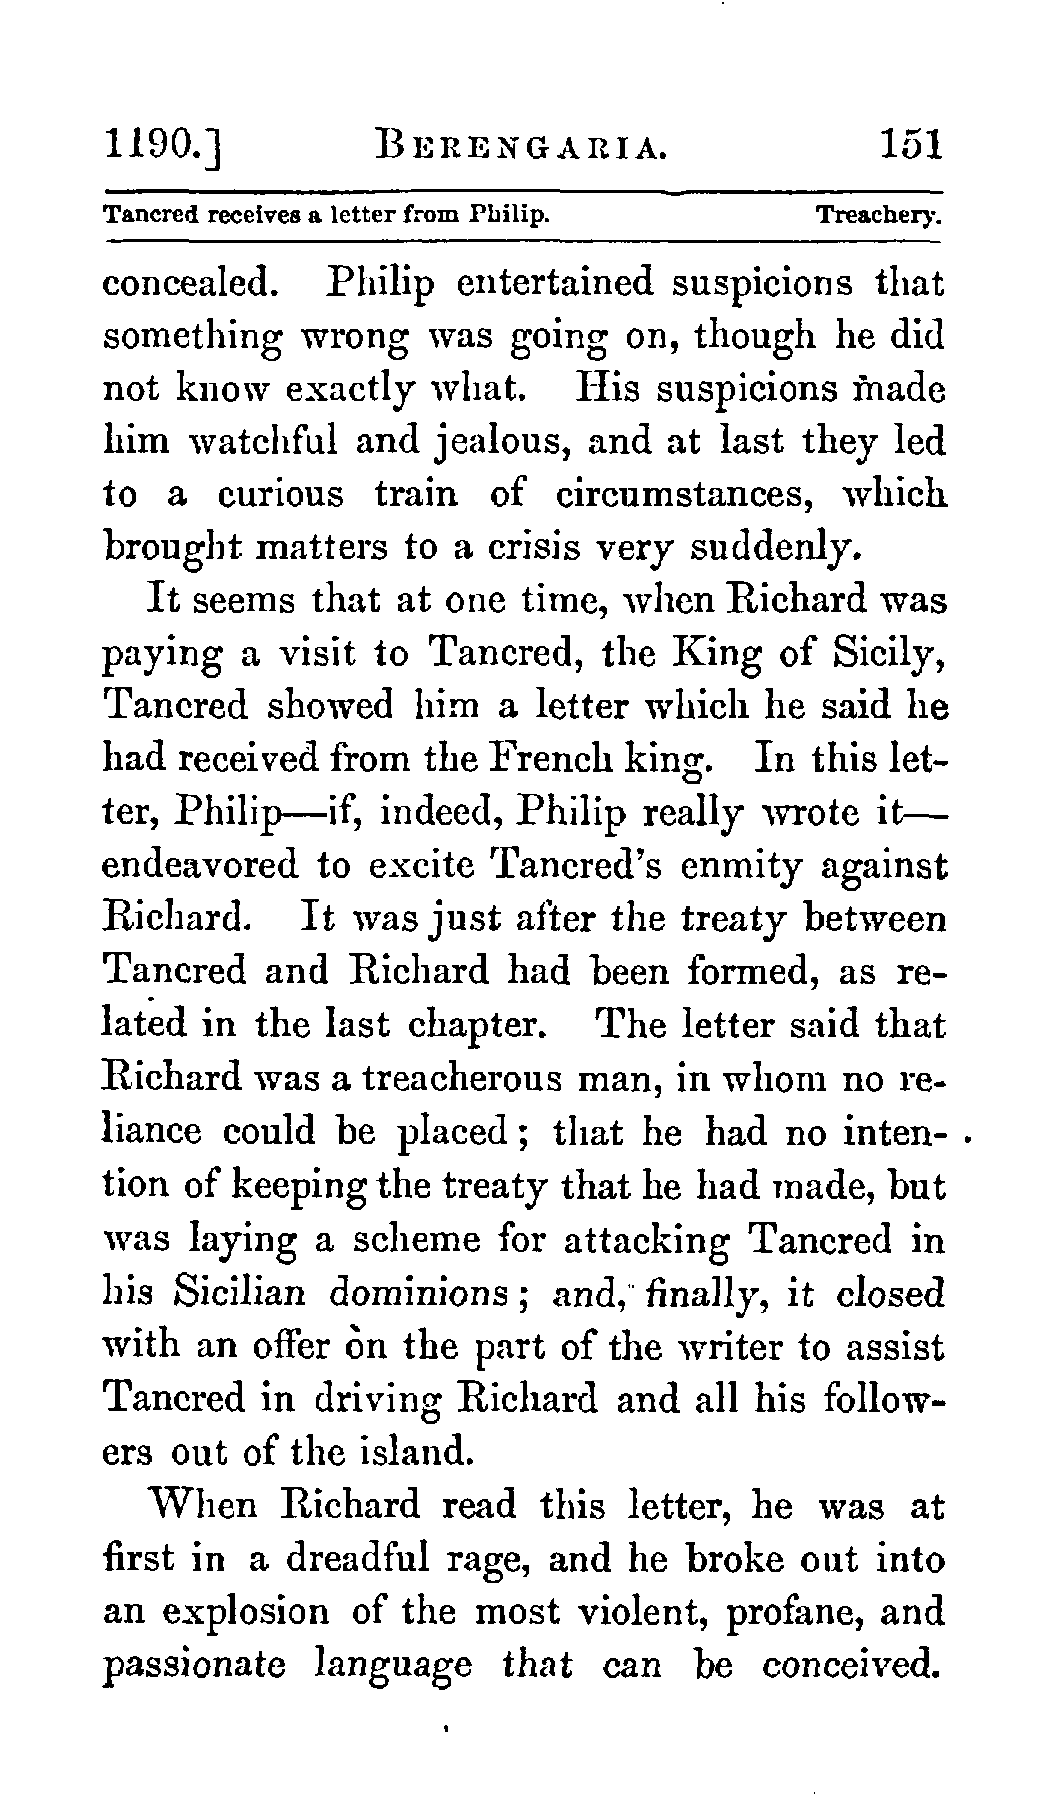 1190.] BERENGARIA. 151
Tancred receives a letter from Philip. Treachery.
concealed. Philip entertained suspicions that
something wrong was going on, though he did
not know exactly what. His suspicions made
him watchful and jealous, and at last they led
to a curious train of circumstances, which
brought matters to a crisis very suddenly.
It seems that at one time, when Richard was
paying a visit to Tancred, the King of Sicily,
Tancred showed him a letter which he said he
had received from the French king. In this let-
ter, Philip—if, indeed, Philip really wrote it—
endeavored to excite Tancred's enmity against
Richard. It was just after the treaty between
Tancred and Richard had been formed, as re-
lated in the last chapter. The letter said that
Richard was a treacherous man, in whom no re-
liance could be placed; that he had no inten-
tion of keeping the treaty that he had made, but
was laying a scheme for attacking Tancred in
his Sicilian dominions; and, finally, it closed
with an offer on the part of the writer to assist
Tancred in driving Richard and all his follow-
ers out of the island.
When Richard read this letter, he was at
first in a dreadful rage, and he broke out into
an explosion of the most violent, profane, and
passionate language that can be conceived.